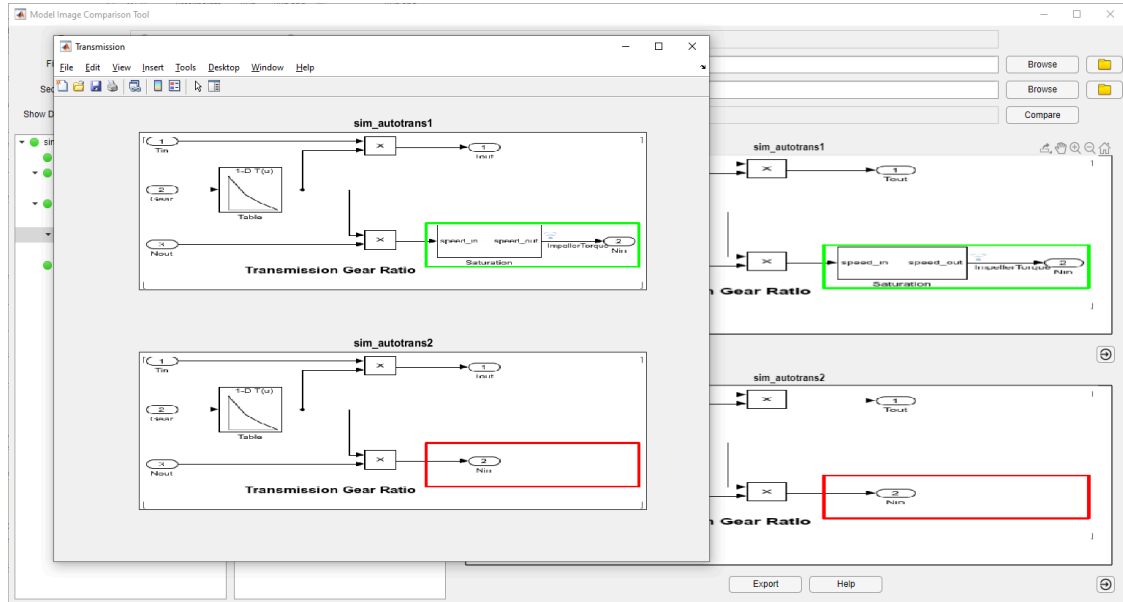 Model Image Comparison Tool
Transmission
File Edit View Insert Tools Desktop Window Help
Browse
Browse
Show D
Compare
sim_autotrans1
1
Tin
1-D T(u)
2
Gear
Table
3
Nout
×
1
Tout
×
speed_in speed_out
Saturation
ImpellerTorque
2
Nin
Transmission Gear Ratio
sim_autotrans2
1
Tin
1-D T(u)
2
Gear
Table
3
Nout
×
1
Tout
×
2
Nin
Transmission Gear Ratio
sim_autotrans1
×
1
Tout
×
speed_in speed_out
Saturation
ImpellerTorque
2
Nin
Gear Ratio
sim_autotrans2
×
1
Tout
×
2
Nin
Gear Ratio
Export Help